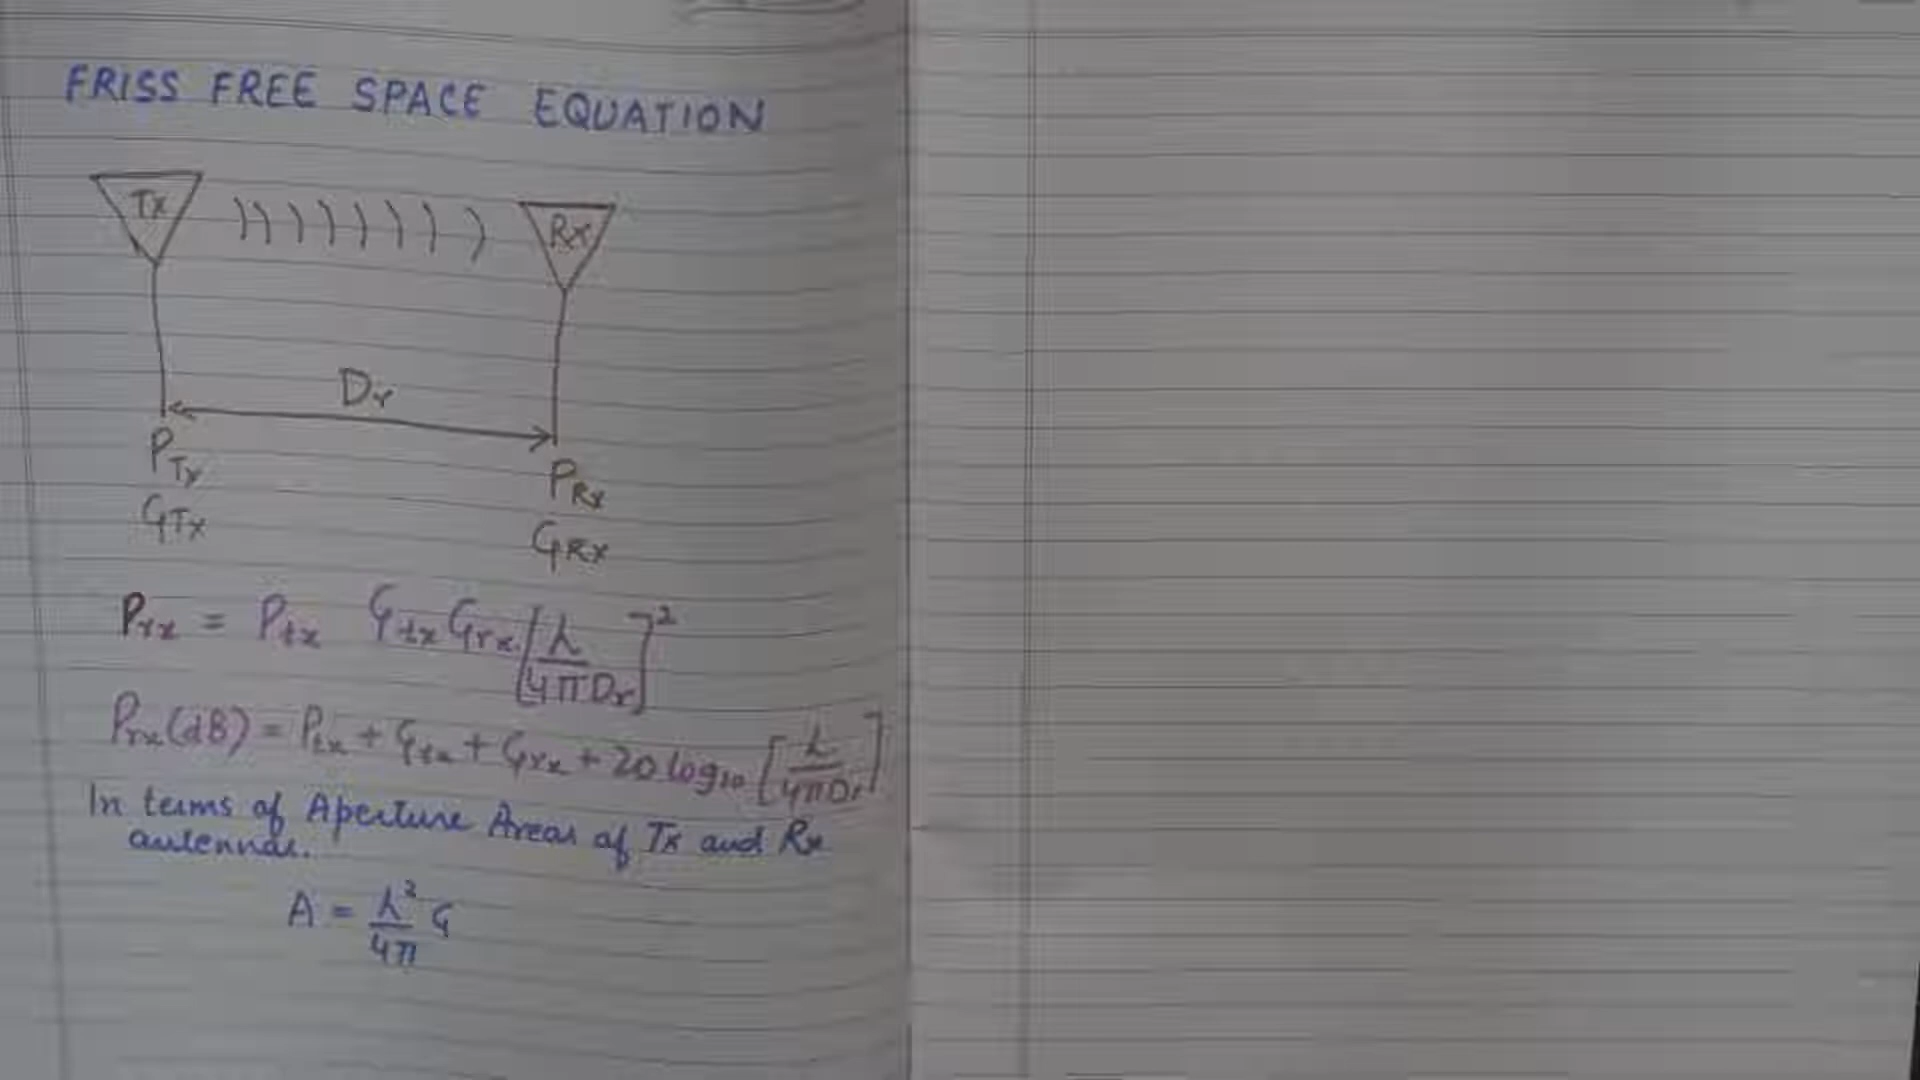 FRISS FREE SPACE EQUATION
Tx Rx
Dr
PTx PRx
GTx GRx
Prx = Ptx Gtx Grx [λ/4πDr]²
Prx(dB) = Ptx + Gtx + Grx + 20 log10 [λ/4πDr]
In terms of Aperture Areas of Tx and Rx
antennas.
A = λ²/4π G